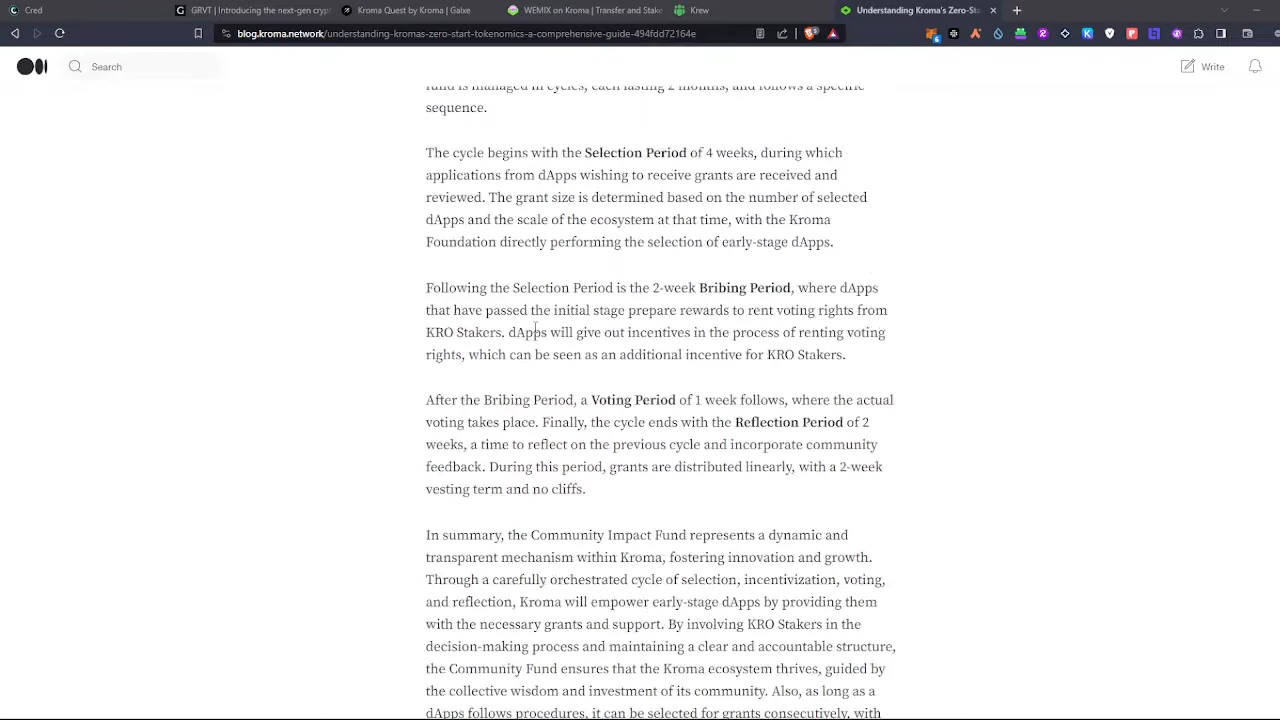 Cred
GRVT | Introducing the next-gen crypt
Kroma Quest by Kroma | Galxe
WEMIX on Kroma | Transfer and Stake
Krew
Understanding Kroma's Zero-Sta
blog.kroma.network/understanding-kromas-zero-start-tokenomics-a-comprehensive-guide-494fdd72164e
Search
Write
fund is managed in cycles, each lasting 2 months, and follows a specific
sequence.
The cycle begins with the Selection Period of 4 weeks, during which
applications from dApps wishing to receive grants are received and
reviewed. The grant size is determined based on the number of selected
dApps and the scale of the ecosystem at that time, with the Kroma
Foundation directly performing the selection of early-stage dApps.
Following the Selection Period is the 2-week Bribing Period, where dApps
that have passed the initial stage prepare rewards to rent voting rights from
KRO Stakers. dApps will give out incentives in the process of renting voting
rights, which can be seen as an additional incentive for KRO Stakers.
After the Bribing Period, a Voting Period of 1 week follows, where the actual
voting takes place. Finally, the cycle ends with the Reflection Period of 2
weeks, a time to reflect on the previous cycle and incorporate community
feedback. During this period, grants are distributed linearly, with a 2-week
vesting term and no cliffs.
In summary, the Community Impact Fund represents a dynamic and
transparent mechanism within Kroma, fostering innovation and growth.
Through a carefully orchestrated cycle of selection, incentivization, voting,
and reflection, Kroma will empower early-stage dApps by providing them
with the necessary grants and support. By involving KRO Stakers in the
decision-making process and maintaining a clear and accountable structure,
the Community Fund ensures that the Kroma ecosystem thrives, guided by
the collective wisdom and investment of its community. Also, as long as a
dApps follows procedures, it can be selected for grants consecutively, with